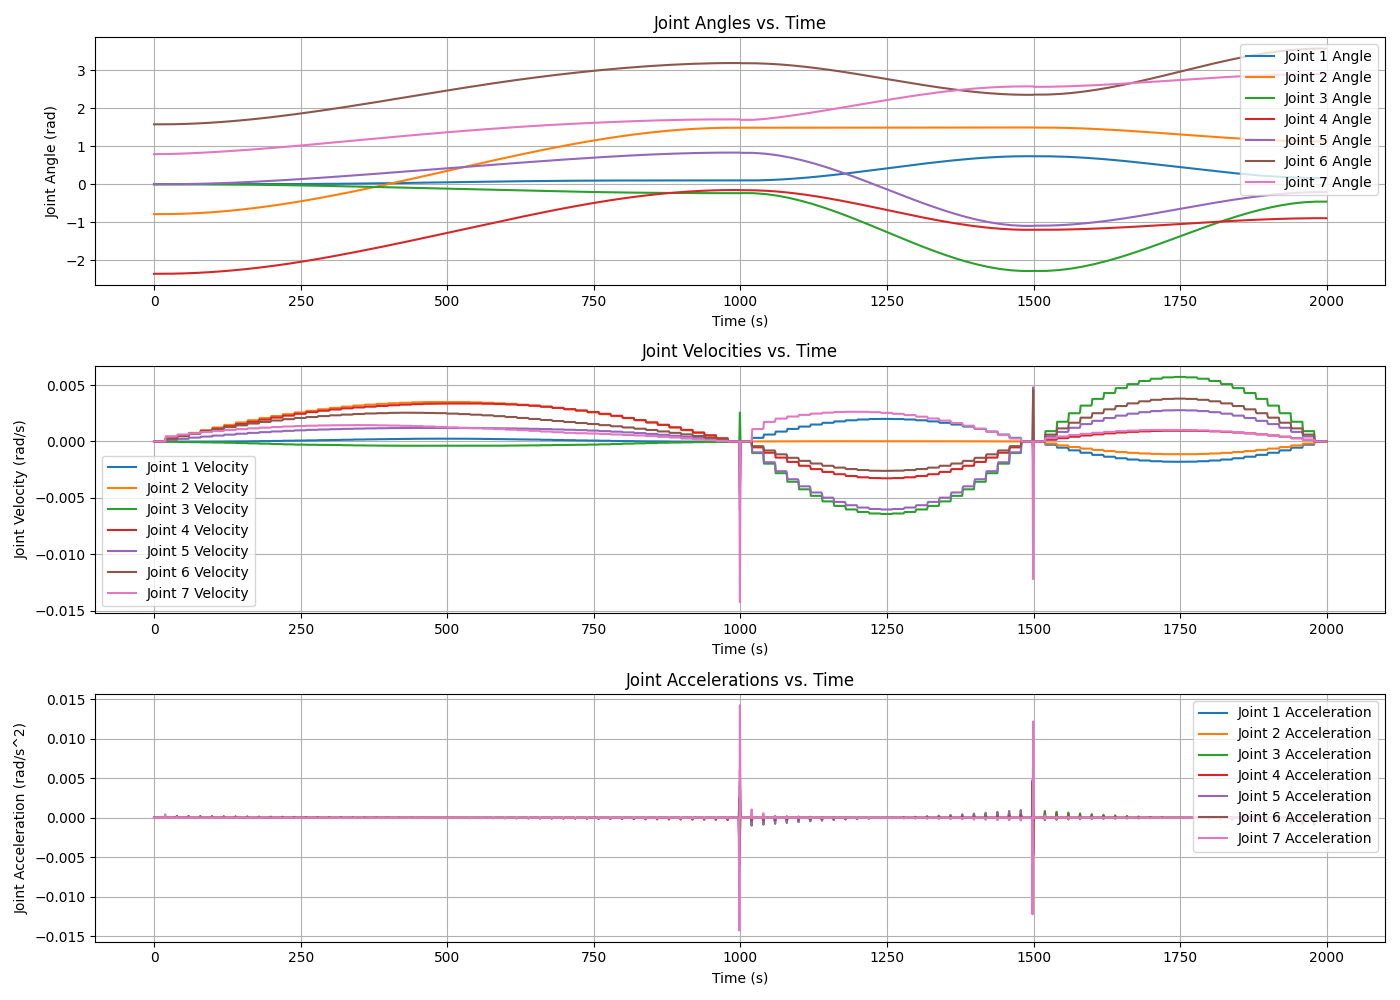 Joint Angles vs. Time
Joint Angle (rad)
3
2
1
0
−1
−2
Joint 1 Angle
Joint 2 Angle
Joint 3 Angle
Joint 4 Angle
Joint 5 Angle
Joint 6 Angle
Joint 7 Angle
0 250 500 750 1000 1250 1500 1750 2000
Time (s)
Joint Velocities vs. Time
Joint Velocity (rad/s)
0.005
0.000
−0.005
−0.010
−0.015
Joint 1 Velocity
Joint 2 Velocity
Joint 3 Velocity
Joint 4 Velocity
Joint 5 Velocity
Joint 6 Velocity
Joint 7 Velocity
0 250 500 750 1000 1250 1500 1750 2000
Time (s)
Joint Accelerations vs. Time
Joint Acceleration (rad/s^2)
0.015
0.010
0.005
0.000
−0.005
−0.010
−0.015
Joint 1 Acceleration
Joint 2 Acceleration
Joint 3 Acceleration
Joint 4 Acceleration
Joint 5 Acceleration
Joint 6 Acceleration
Joint 7 Acceleration
0 250 500 750 1000 1250 1500 1750 2000
Time (s)